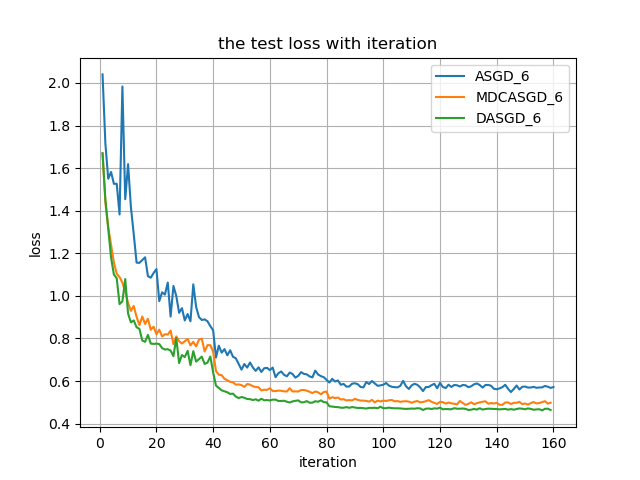 the test loss with iteration
ASGD_6
MDCASGD_6
DASGD_6
loss
2.0
1.8
1.6
1.4
1.2
1.0
0.8
0.6
0.4
0 20 40 60 80 100 120 140 160
iteration